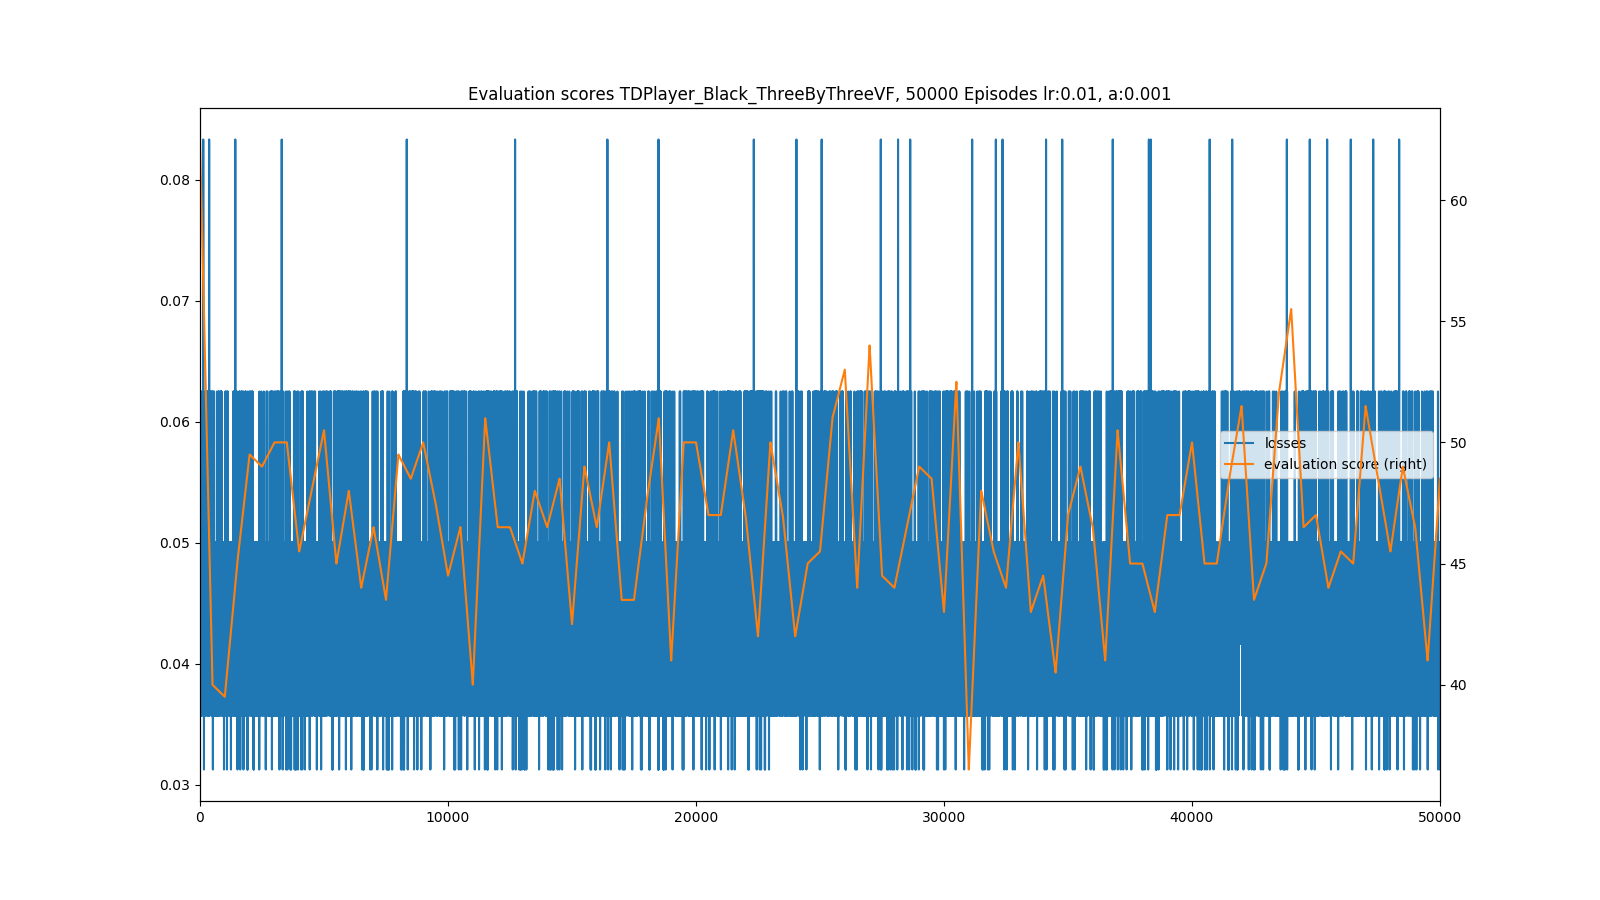 Evaluation scores TDPlayer_Black_ThreeByThreeVF, 50000 Episodes lr:0.01, a:0.001
0.08
0.07
0.06
0.05
0.04
0.03
60
55
50
45
40
losses
evaluation score (right)
0 10000 20000 30000 40000 50000